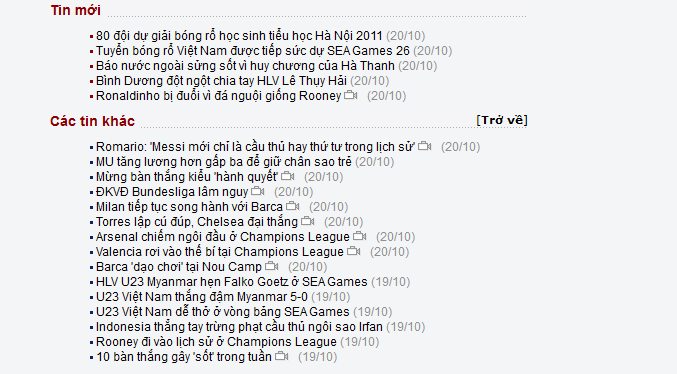 Tin mới
80 đội dự giải bóng rổ học sinh tiểu học Hà Nội 2011 (20/10)
Tuyển bóng rổ Việt Nam được tiếp sức dự SEA Games 26 (20/10)
Báo nước ngoài sửng sốt vì huy chương của Hà Thanh (20/10)
Bình Dương đột ngột chia tay HLV Lê Thụy Hải (20/10)
Ronaldinho bị đuổi vì đá nguội giống Rooney (20/10)
Các tin khác [Trở về]
Romario: 'Messi mới chỉ là cầu thủ hay thứ tư trong lịch sử' (20/10)
MU tăng lương hơn gấp ba để giữ chân sao trẻ (20/10)
Mừng bàn thắng kiểu 'hành quyết' (20/10)
ĐKVĐ Bundesliga lâm nguy (20/10)
Milan tiếp tục song hành với Barca (20/10)
Torres lập cú đúp, Chelsea đại thắng (20/10)
Arsenal chiếm ngôi đầu ở Champions League (20/10)
Valencia rơi vào thế bí tại Champions League (20/10)
Barca 'dạo chơi' tại Nou Camp (20/10)
HLV U23 Myanmar hẹn Falko Goetz ở SEA Games (19/10)
U23 Việt Nam thắng đậm Myanmar 5-0 (19/10)
U23 Việt Nam dễ thở ở vòng bảng SEA Games (19/10)
Indonesia thẳng tay trừng phạt cầu thủ ngôi sao Irfan (19/10)
Rooney đi vào lịch sử ở Champions League (19/10)
10 bàn thắng gây 'sốt' trong tuần (19/10)